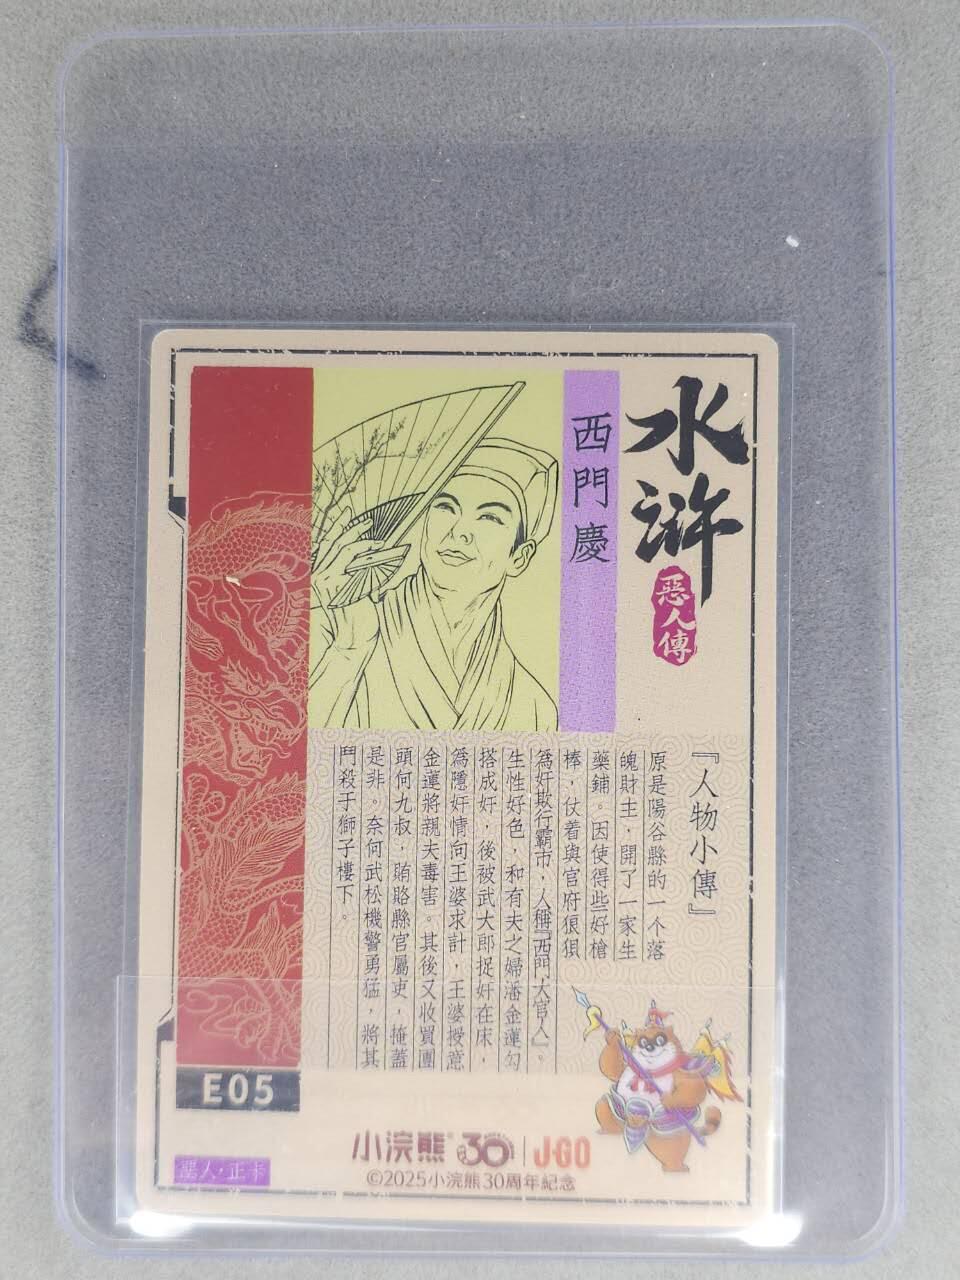 水滸
惡人傳
西門慶
『人物小傳』
原是陽谷縣的一个落
魄財主，開了一家生
藥鋪。因使得些好槍
棒，仗着與官府狼狽
爲奸欺行霸市，人稱『西門大官人』。
生性好色，和有夫之婦潘金蓮勾
搭成奸，後被武大郎捉奸在床，
爲隱奸情向王婆求計，王婆授意
金蓮將親夫毒害。其後又收買團
頭何九叔，賄賂縣官屬吏，掩蓋
是非。奈何武松機警勇猛，將其
鬥殺于獅子樓下。
E05
惡人·正卡
小浣熊 30 J-GO
©2025小浣熊30周年紀念